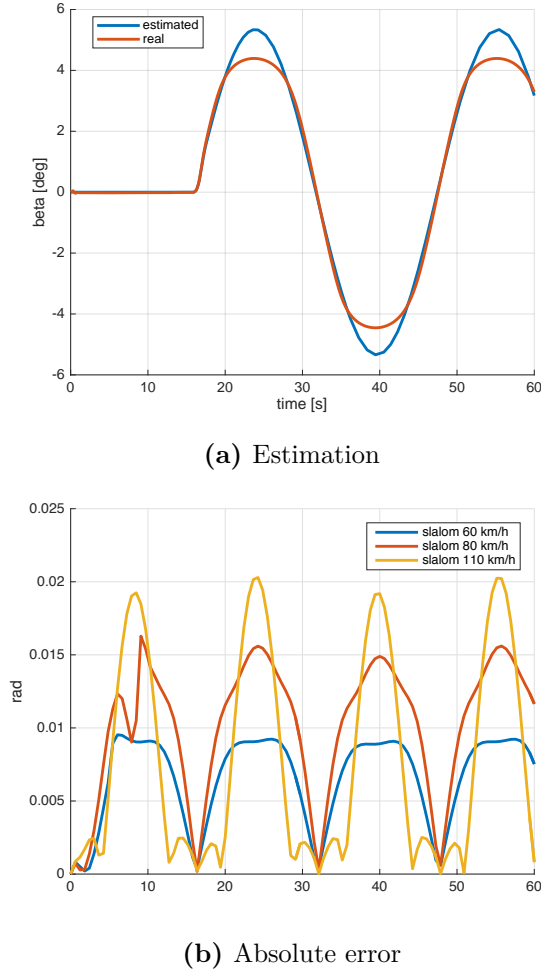 estimated
real
6
4
2
0
-2
-4
-6
beta [deg]
0 10 20 30 40 50 60
time [s]
(a) Estimation
0.025
0.02
0.015
0.01
0.005
0
rad
slalom 60 km/h
slalom 80 km/h
slalom 110 km/h
0 10 20 30 40 50 60
(b) Absolute error